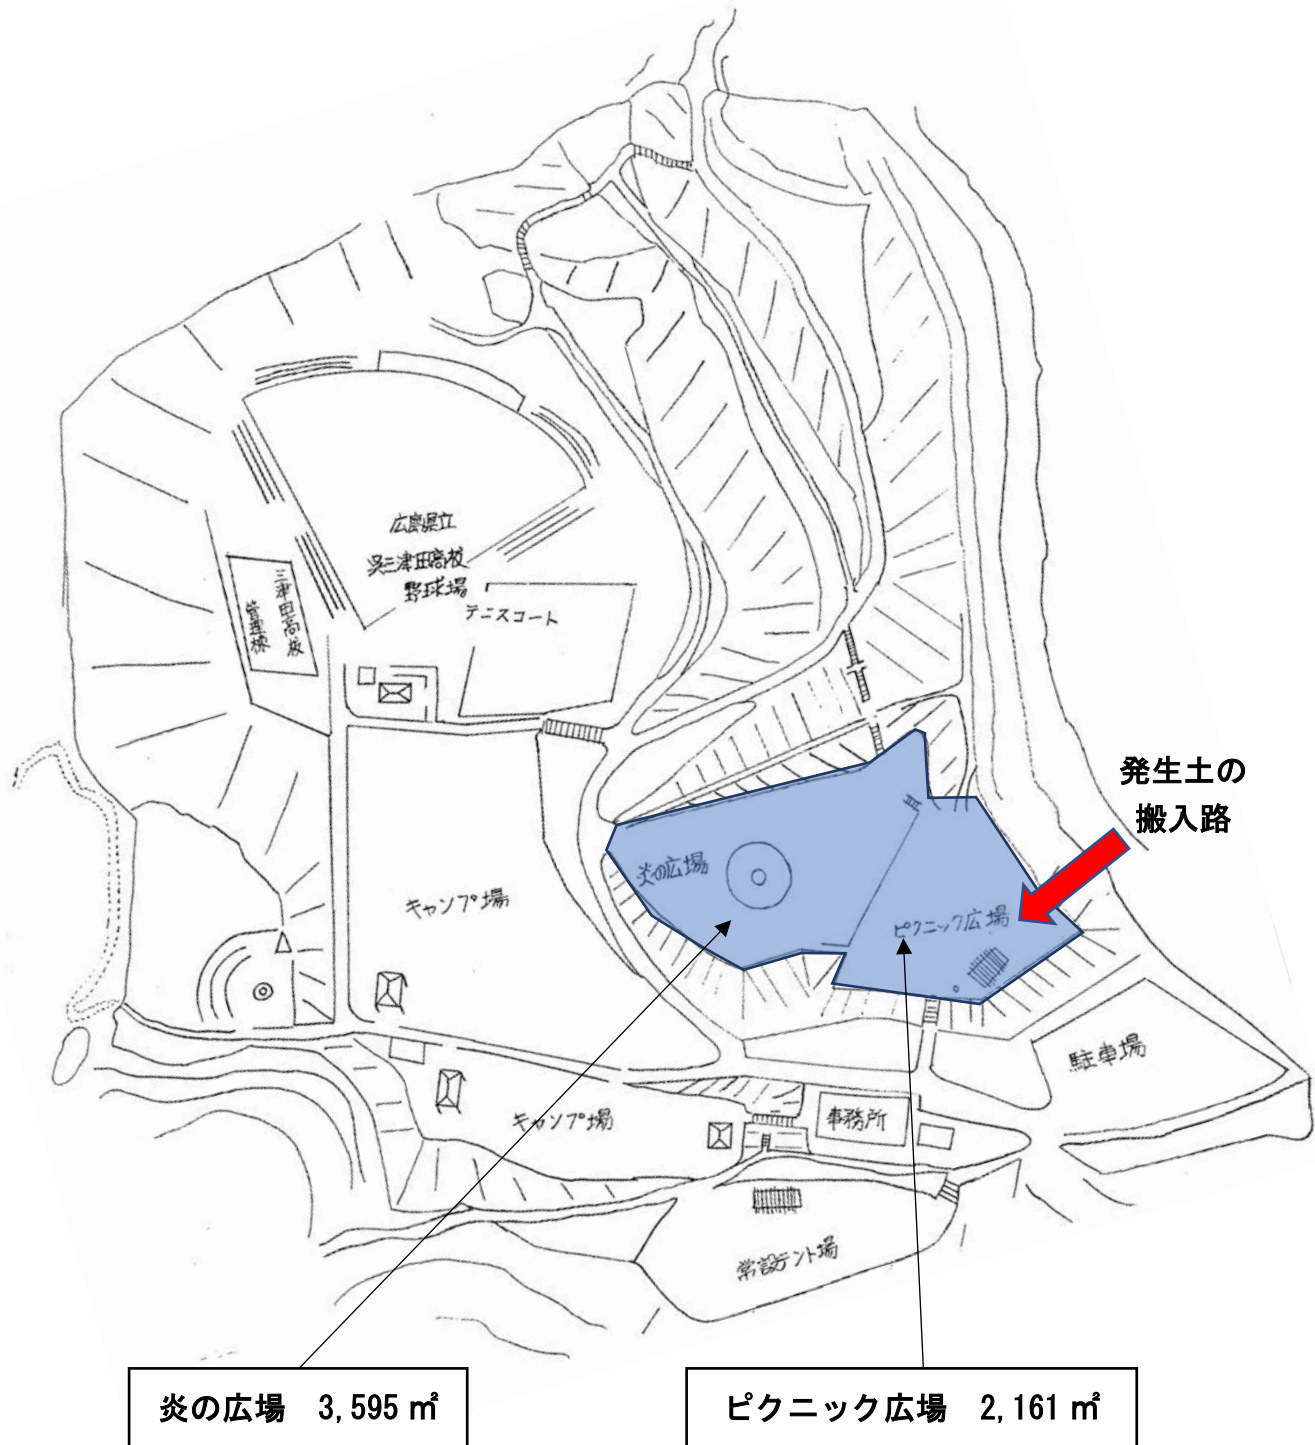 広島県立
呉三津田高校
野球場
テニスコート
三津田高校
管理棟
発生土の
搬入路
炎の広場
キャンプ場
ピクニック広場
駐車場
キャンプ場
事務所
常設テント場
炎の広場 3,595 ㎡
ピクニック広場 2,161 ㎡